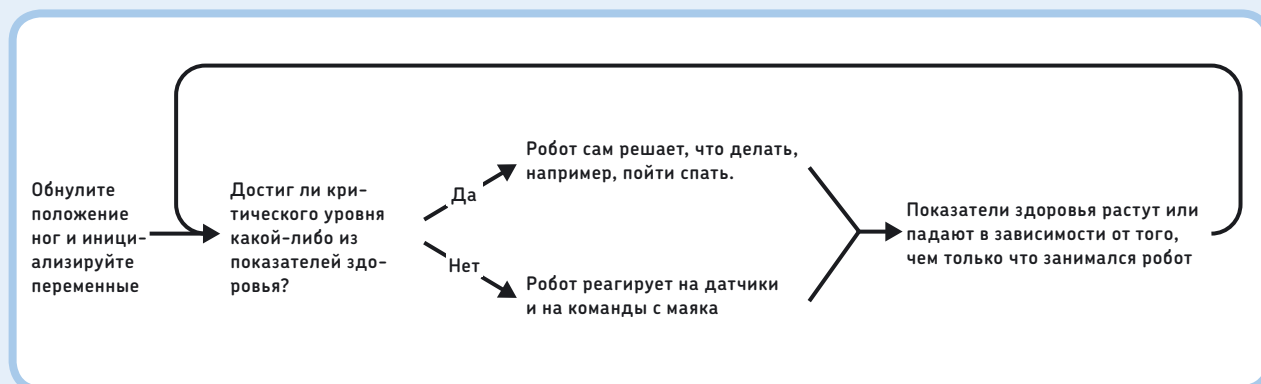 Обнулите
положение
ног и иници-
ализируйте
переменные
Достиг ли кри-
тического уровня
какой-либо из
показателей здо-
ровья?
Да
Нет
Робот сам решает, что делать,
например, пойти спать.
Робот реагирует на датчики
и на команды с маяка
Показатели здоровья растут или
падают в зависимости от того,
чем только что занимался робот